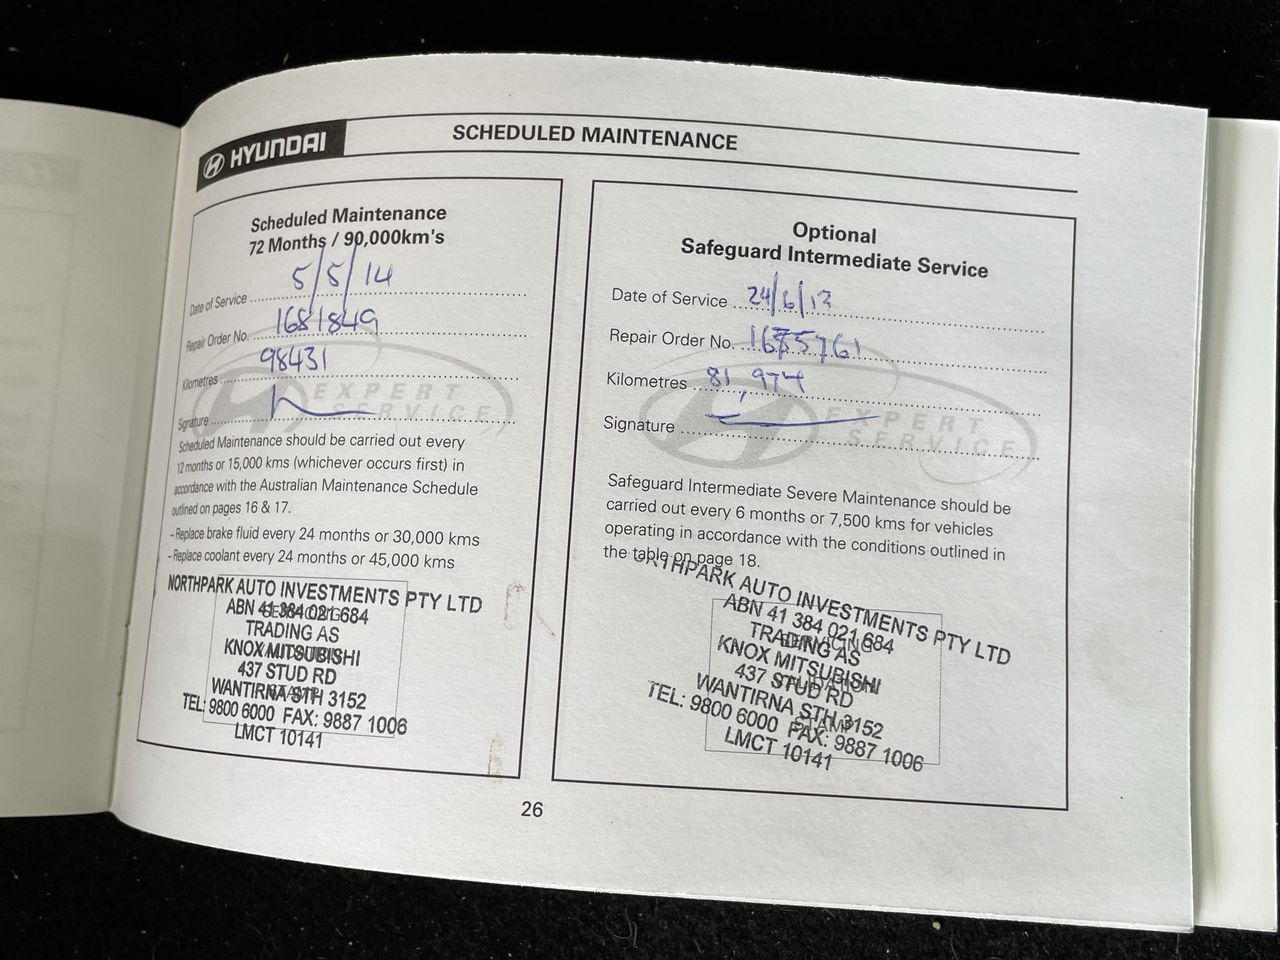 HYUNDAI
SCHEDULED MAINTENANCE
Scheduled Maintenance
72 Months / 90,000km's
Date of Service 5/5/14
Repair Order No. 1681849
Kilometres 98431
Signature
EXPERT
SERVICE
Scheduled Maintenance should be carried out every
12 months or 15,000 kms (whichever occurs first) in
accordance with the Australian Maintenance Schedule
outlined on pages 16 & 17.
- Replace brake fluid every 24 months or 30,000 kms
- Replace coolant every 24 months or 45,000 kms
NORTHPARK AUTO INVESTMENTS PTY LTD
ABN 41 384 021 684
TRADING AS
KNOX MITSUBISHI
437 STUD RD
WANTIRNA STH 3152
TEL: 9800 6000 FAX: 9887 1006
LMCT 10141
Optional
Safeguard Intermediate Service
Date of Service 24/6/13
Repair Order No.
Kilometres 81,974
Signature
EXPERT
SERVICE
Safeguard Intermediate Severe Maintenance should be
carried out every 6 months or 7,500 kms for vehicles
operating in accordance with the conditions outlined in
the table on page 18.
NORTHPARK AUTO INVESTMENTS PTY LTD
ABN 41 384 021 684
TRADING AS
SERVICING
KNOX MITSUBISHI
437 STUD RD
WANTIRNA STH 3152
STAMP
TEL: 9800 6000 FAX: 9887 1006
LMCT 10141
26